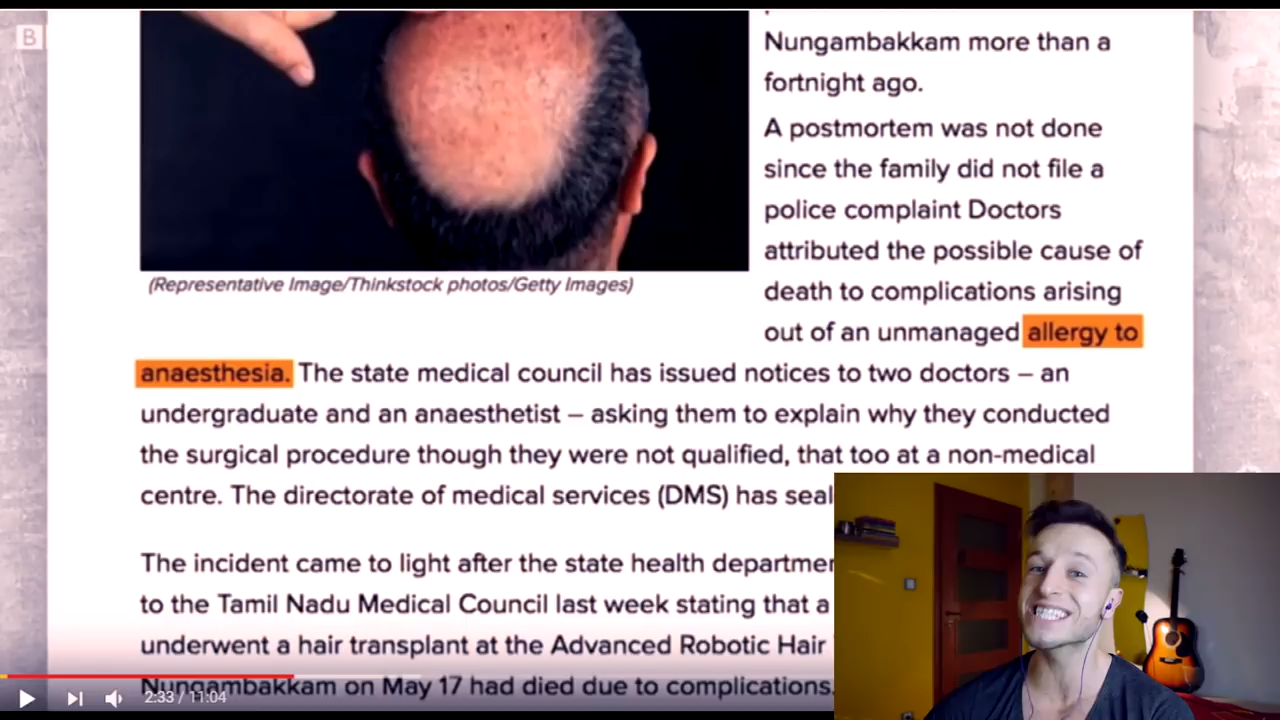 B
Nungambakkam more than a
fortnight ago.
A postmortem was not done
since the family did not file a
police complaint Doctors
attributed the possible cause of
death to complications arising
out of an unmanaged allergy to
(Representative Image/Thinkstock photos/Getty Images)
anaesthesia. The state medical council has issued notices to two doctors – an
undergraduate and an anaesthetist – asking them to explain why they conducted
the surgical procedure though they were not qualified, that too at a non-medical
centre. The directorate of medical services (DMS) has seal
The incident came to light after the state health departmen
to the Tamil Nadu Medical Council last week stating that a
underwent a hair transplant at the Advanced Robotic Hair
Nungambakkam on May 17 had died due to complications.
2:33 / 11:04